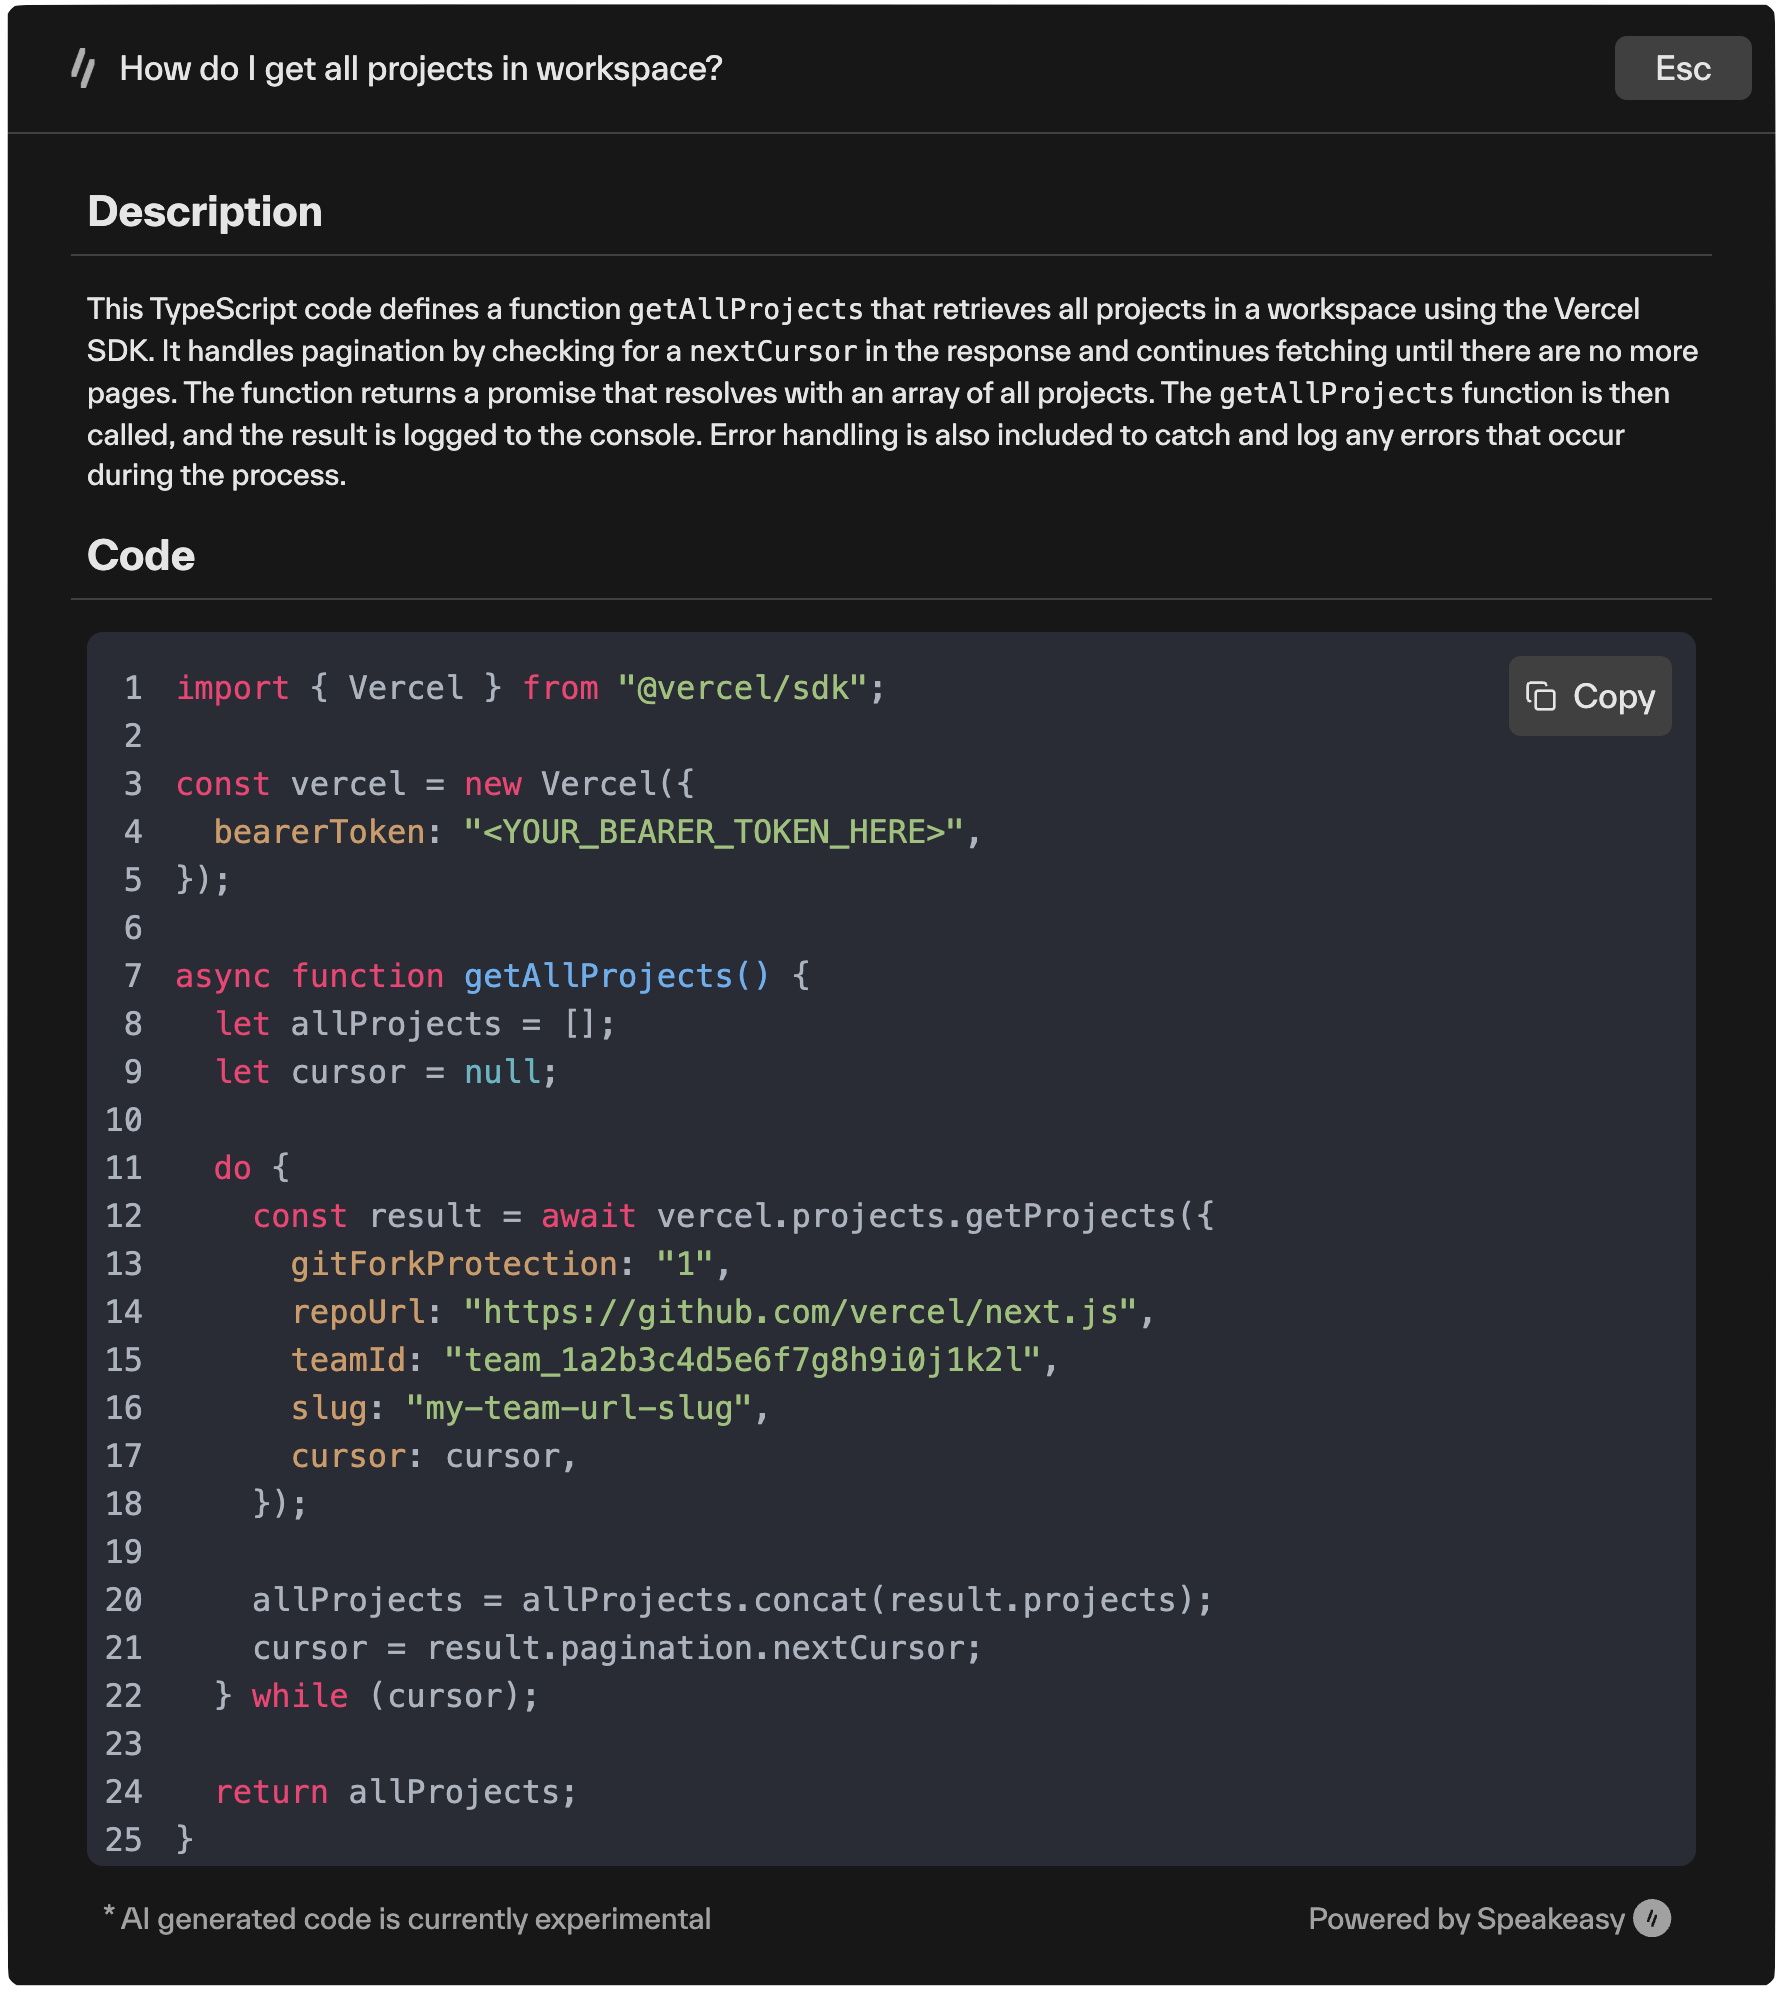 How do I get all projects in workspace?
Esc
Description
This TypeScript code defines a function getAllProjects that retrieves all projects in a workspace using the Vercel
SDK. It handles pagination by checking for a nextCursor in the response and continues fetching until there are no more
pages. The function returns a promise that resolves with an array of all projects. The getAllProjects function is then
called, and the result is logged to the console. Error handling is also included to catch and log any errors that occur
during the process.
Code
Copy
1 import { Vercel } from "@vercel/sdk";
2
3 const vercel = new Vercel({
4   bearerToken: "<YOUR_BEARER_TOKEN_HERE>",
5 });
6
7 async function getAllProjects() {
8   let allProjects = [];
9   let cursor = null;
10
11   do {
12     const result = await vercel.projects.getProjects({
13       gitForkProtection: "1",
14       repoUrl: "https://github.com/vercel/next.js",
15       teamId: "team_1a2b3c4d5e6f7g8h9i0j1k2l",
16       slug: "my-team-url-slug",
17       cursor: cursor,
18     });
19
20     allProjects = allProjects.concat(result.projects);
21     cursor = result.pagination.nextCursor;
22   } while (cursor);
23
24   return allProjects;
25 }
* AI generated code is currently experimental
Powered by Speakeasy